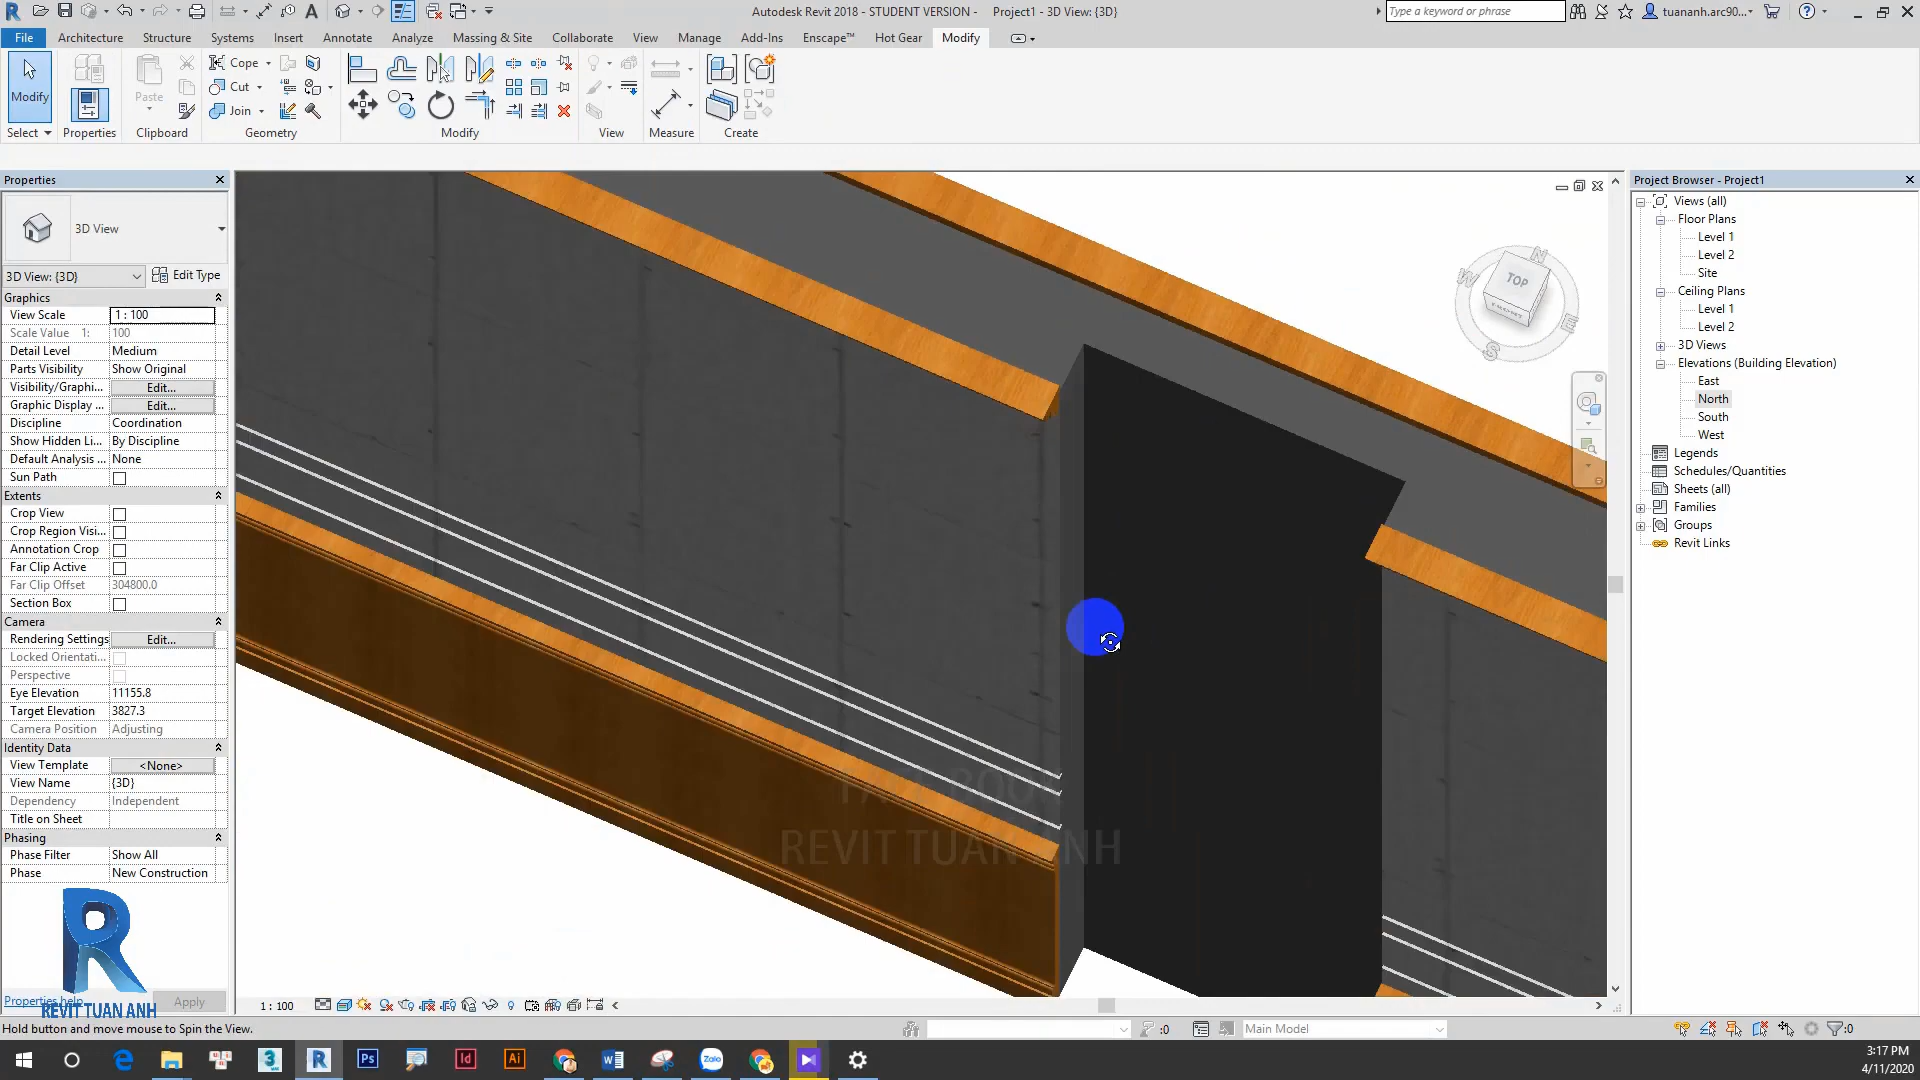 Autodesk Revit 2018 - STUDENT VERSION - Project1 - 3D View: {3D}
Type a keyword or phrase
tuananh.arc90...
File Architecture Structure Systems Insert Annotate Analyze Massing & Site Collaborate View Manage Add-Ins Enscape™ Hot Gear Modify
Modify
Paste
Cope
Cut
Join
Select Properties Clipboard Geometry Modify View Measure Create
Properties
3D View
3D View: {3D} Edit Type
Graphics
View Scale 1 : 100
Scale Value 1: 100
Detail Level Medium
Parts Visibility Show Original
Visibility/Graphi... Edit...
Graphic Display ... Edit...
Discipline Coordination
Show Hidden Li... By Discipline
Default Analysis ... None
Sun Path
Extents
Crop View
Crop Region Visi...
Annotation Crop
Far Clip Active
Far Clip Offset 304800.0
Section Box
Camera
Rendering Settings Edit...
Locked Orientati...
Perspective
Eye Elevation 11155.8
Target Elevation 3827.3
Camera Position Adjusting
Identity Data
View Template <None>
View Name {3D}
Dependency Independent
Title on Sheet
Phasing
Phase Filter Show All
Phase New Construction
Properties help Apply
REVIT TUAN ANH
TOP
N
W
E
S
FACEBOOK
REVIT TUAN ANH
Project Browser - Project1
Views (all)
Floor Plans
Level 1
Level 2
Site
Ceiling Plans
Level 1
Level 2
3D Views
Elevations (Building Elevation)
East
North
South
West
Legends
Schedules/Quantities
Sheets (all)
Families
Groups
Revit Links
1 : 100
Hold button and move mouse to Spin the View.
:0
Main Model
:0
3:17 PM
4/11/2020